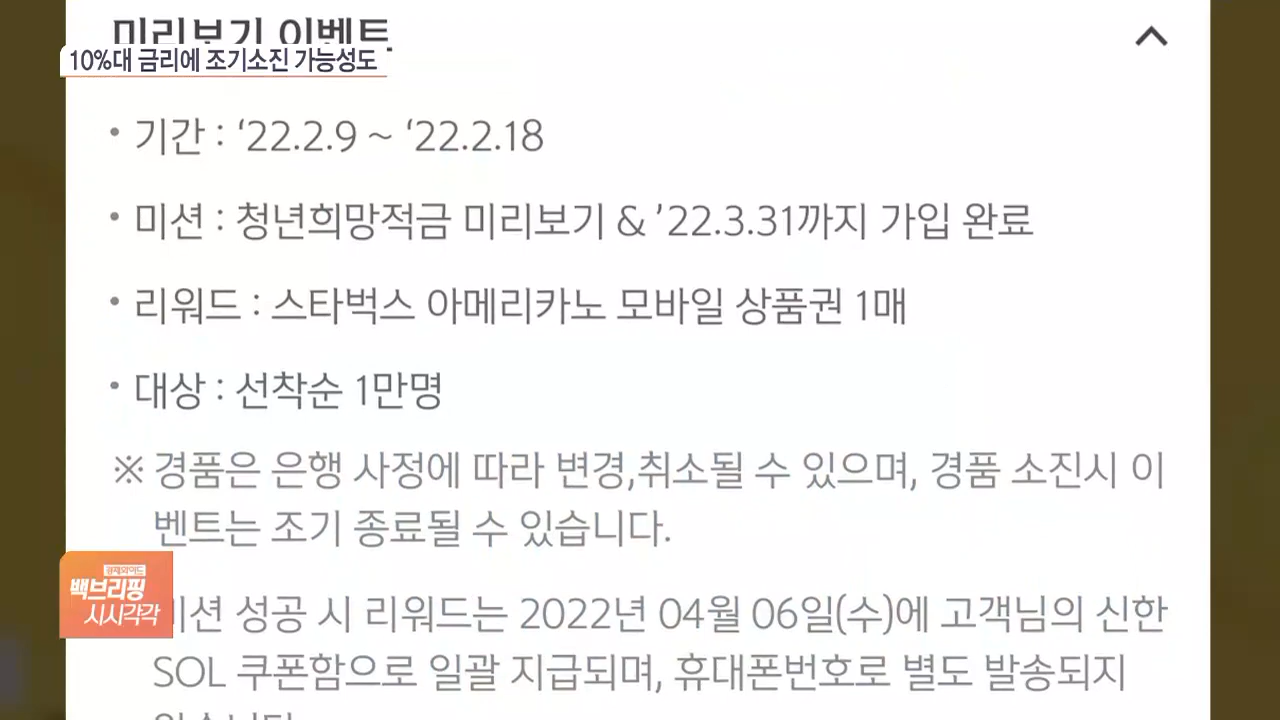 미리보기 이벤트
10%대 금리에 조기소진 가능성도
• 기간 : ‘22.2.9 ~ ‘22.2.18
• 미션 : 청년희망적금 미리보기 & ’22.3.31까지 가입 완료
• 리워드 : 스타벅스 아메리카노 모바일 상품권 1매
• 대상 : 선착순 1만명
※ 경품은 은행 사정에 따라 변경,취소될 수 있으며, 경품 소진시 이
벤트는 조기 종료될 수 있습니다.
경제와이드
백브리핑
시시각각
미션 성공 시 리워드는 2022년 04월 06일(수)에 고객님의 신한
SOL 쿠폰함으로 일괄 지급되며, 휴대폰번호로 별도 발송되지